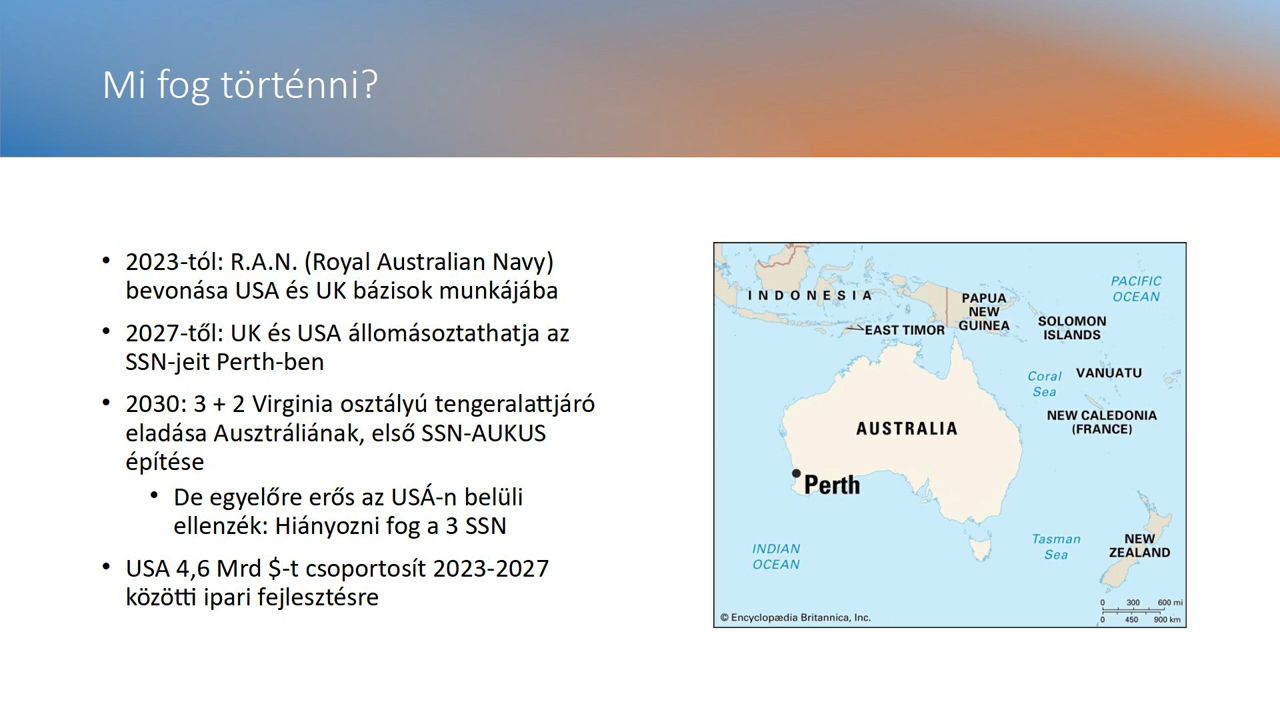 Mi fog történni?
• 2023-tól: R.A.N. (Royal Australian Navy)
bevonása USA és UK bázisok munkájába
• 2027-től: UK és USA állomásoztathatja az
SSN-jeit Perth-ben
• 2030: 3 + 2 Virginia osztályú tengeralattjáró
eladása Ausztráliának, első SSN-AUKUS
építése
• De egyelőre erős az USÁ-n belüli
ellenzék: Hiányozni fog a 3 SSN
• USA 4,6 Mrd $-t csoportosít 2023-2027
közötti ipari fejlesztésre
PACIFIC
OCEAN
INDONESIA
PAPUA
NEW
GUINEA
EAST TIMOR
SOLOMON
ISLANDS
Coral
Sea
VANUATU
NEW CALEDONIA
(FRANCE)
AUSTRALIA
Perth
INDIAN
OCEAN
Tasman
Sea
NEW
ZEALAND
0 300 600 mi
0 450 900 km
© Encyclopædia Britannica, Inc.